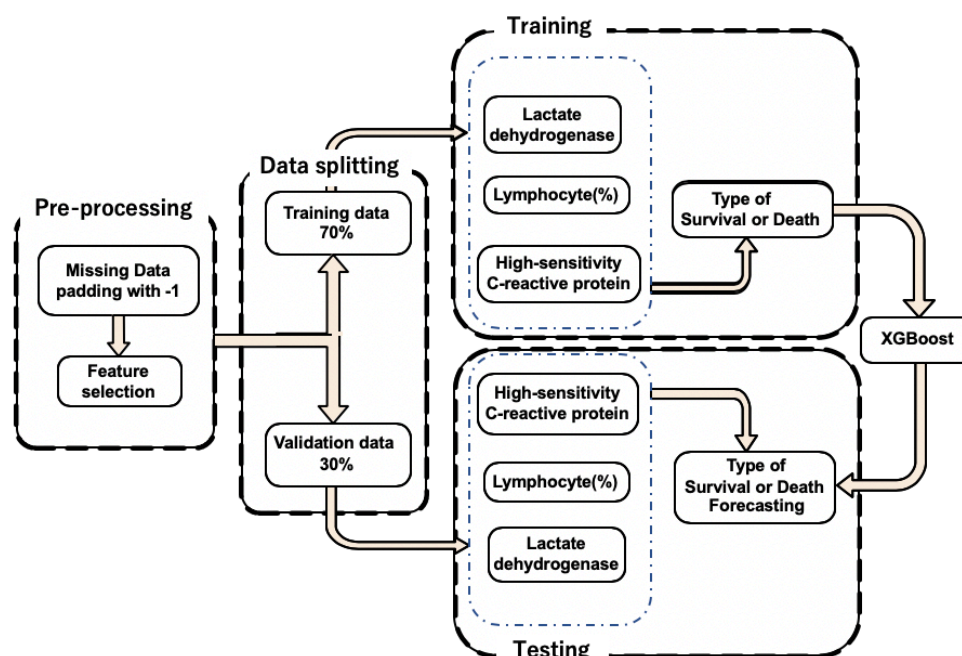 Pre-processing
Missing Data
padding with -1
Feature
selection
Data splitting
Training data
70%
Validation data
30%
Training
Lactate
dehydrogenase
Lymphocyte(%)
High-sensitivity
C-reactive protein
Type of
Survival or Death
XGBoost
High-sensitivity
C-reactive protein
Lymphocyte(%)
Lactate
dehydrogenase
Type of
Survival or Death
Forecasting
Testing